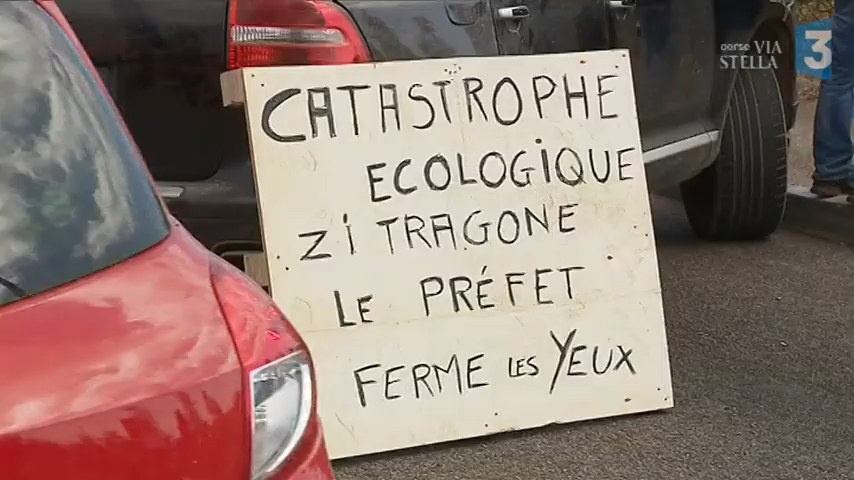 corse VIA
STELLA
3
CATASTROPHE
ECOLOGIQUE
Zi TRAGONE
LE PRÉFET
FERME LES YEUX